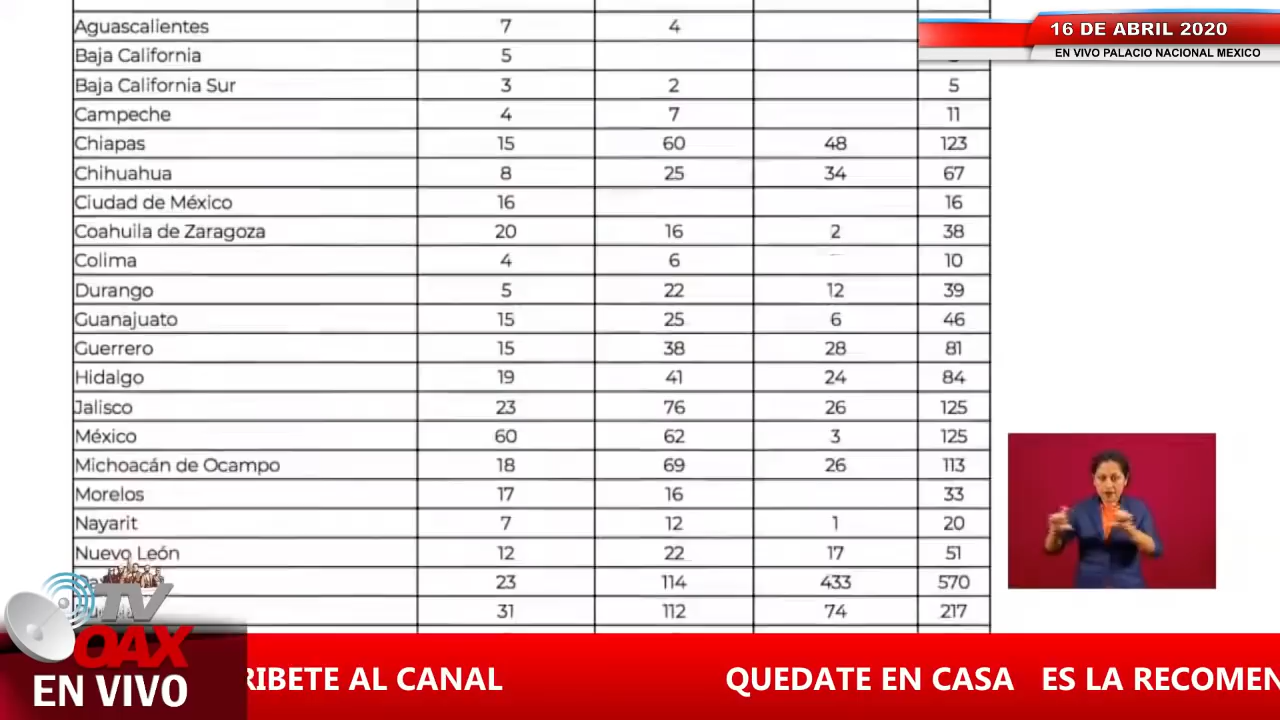 Aguascalientes 7 4
16 DE ABRIL 2020
EN VIVO PALACIO NACIONAL MEXICO
Baja California 5
Baja California Sur 3 2 5
Campeche 4 7 11
Chiapas 15 60 48 123
Chihuahua 8 25 34 67
Ciudad de México 16 16
Coahuila de Zaragoza 20 16 2 38
Colima 4 6 10
Durango 5 22 12 39
Guanajuato 15 25 6 46
Guerrero 15 38 28 81
Hidalgo 19 41 24 84
Jalisco 23 76 26 125
México 60 62 3 125
Michoacán de Ocampo 18 69 26 113
Morelos 17 16 33
Nayarit 7 12 1 20
Nuevo León 12 22 17 51
23 114 433 570
31 112 74 217
TV
OAX
EN VIVO
RIBETE AL CANAL QUEDATE EN CASA ES LA RECOMEN